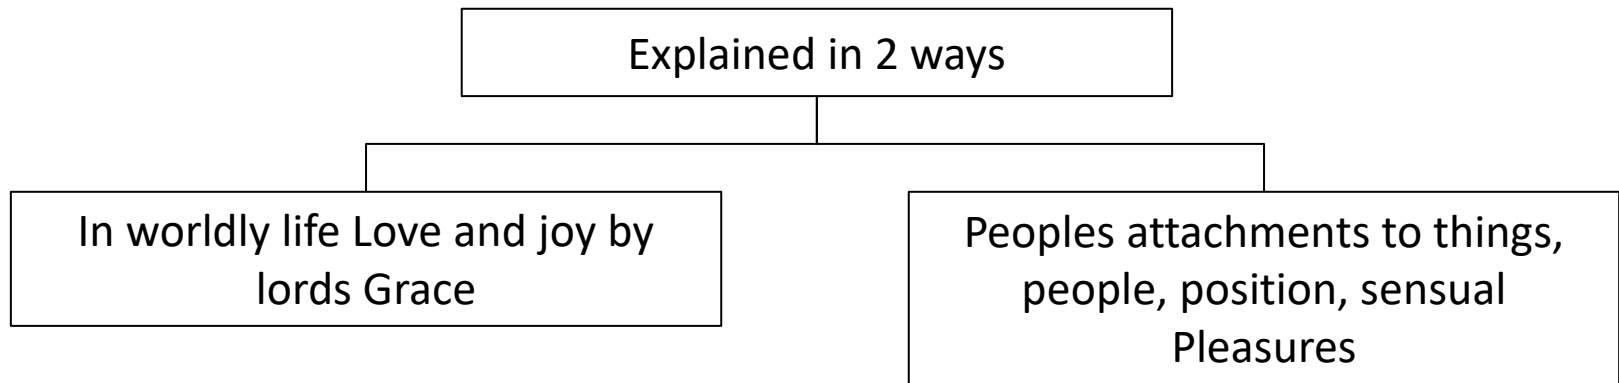 Explained in 2 ways
In worldly life Love and joy by
lords Grace
Peoples attachments to things,
people, position, sensual
Pleasures